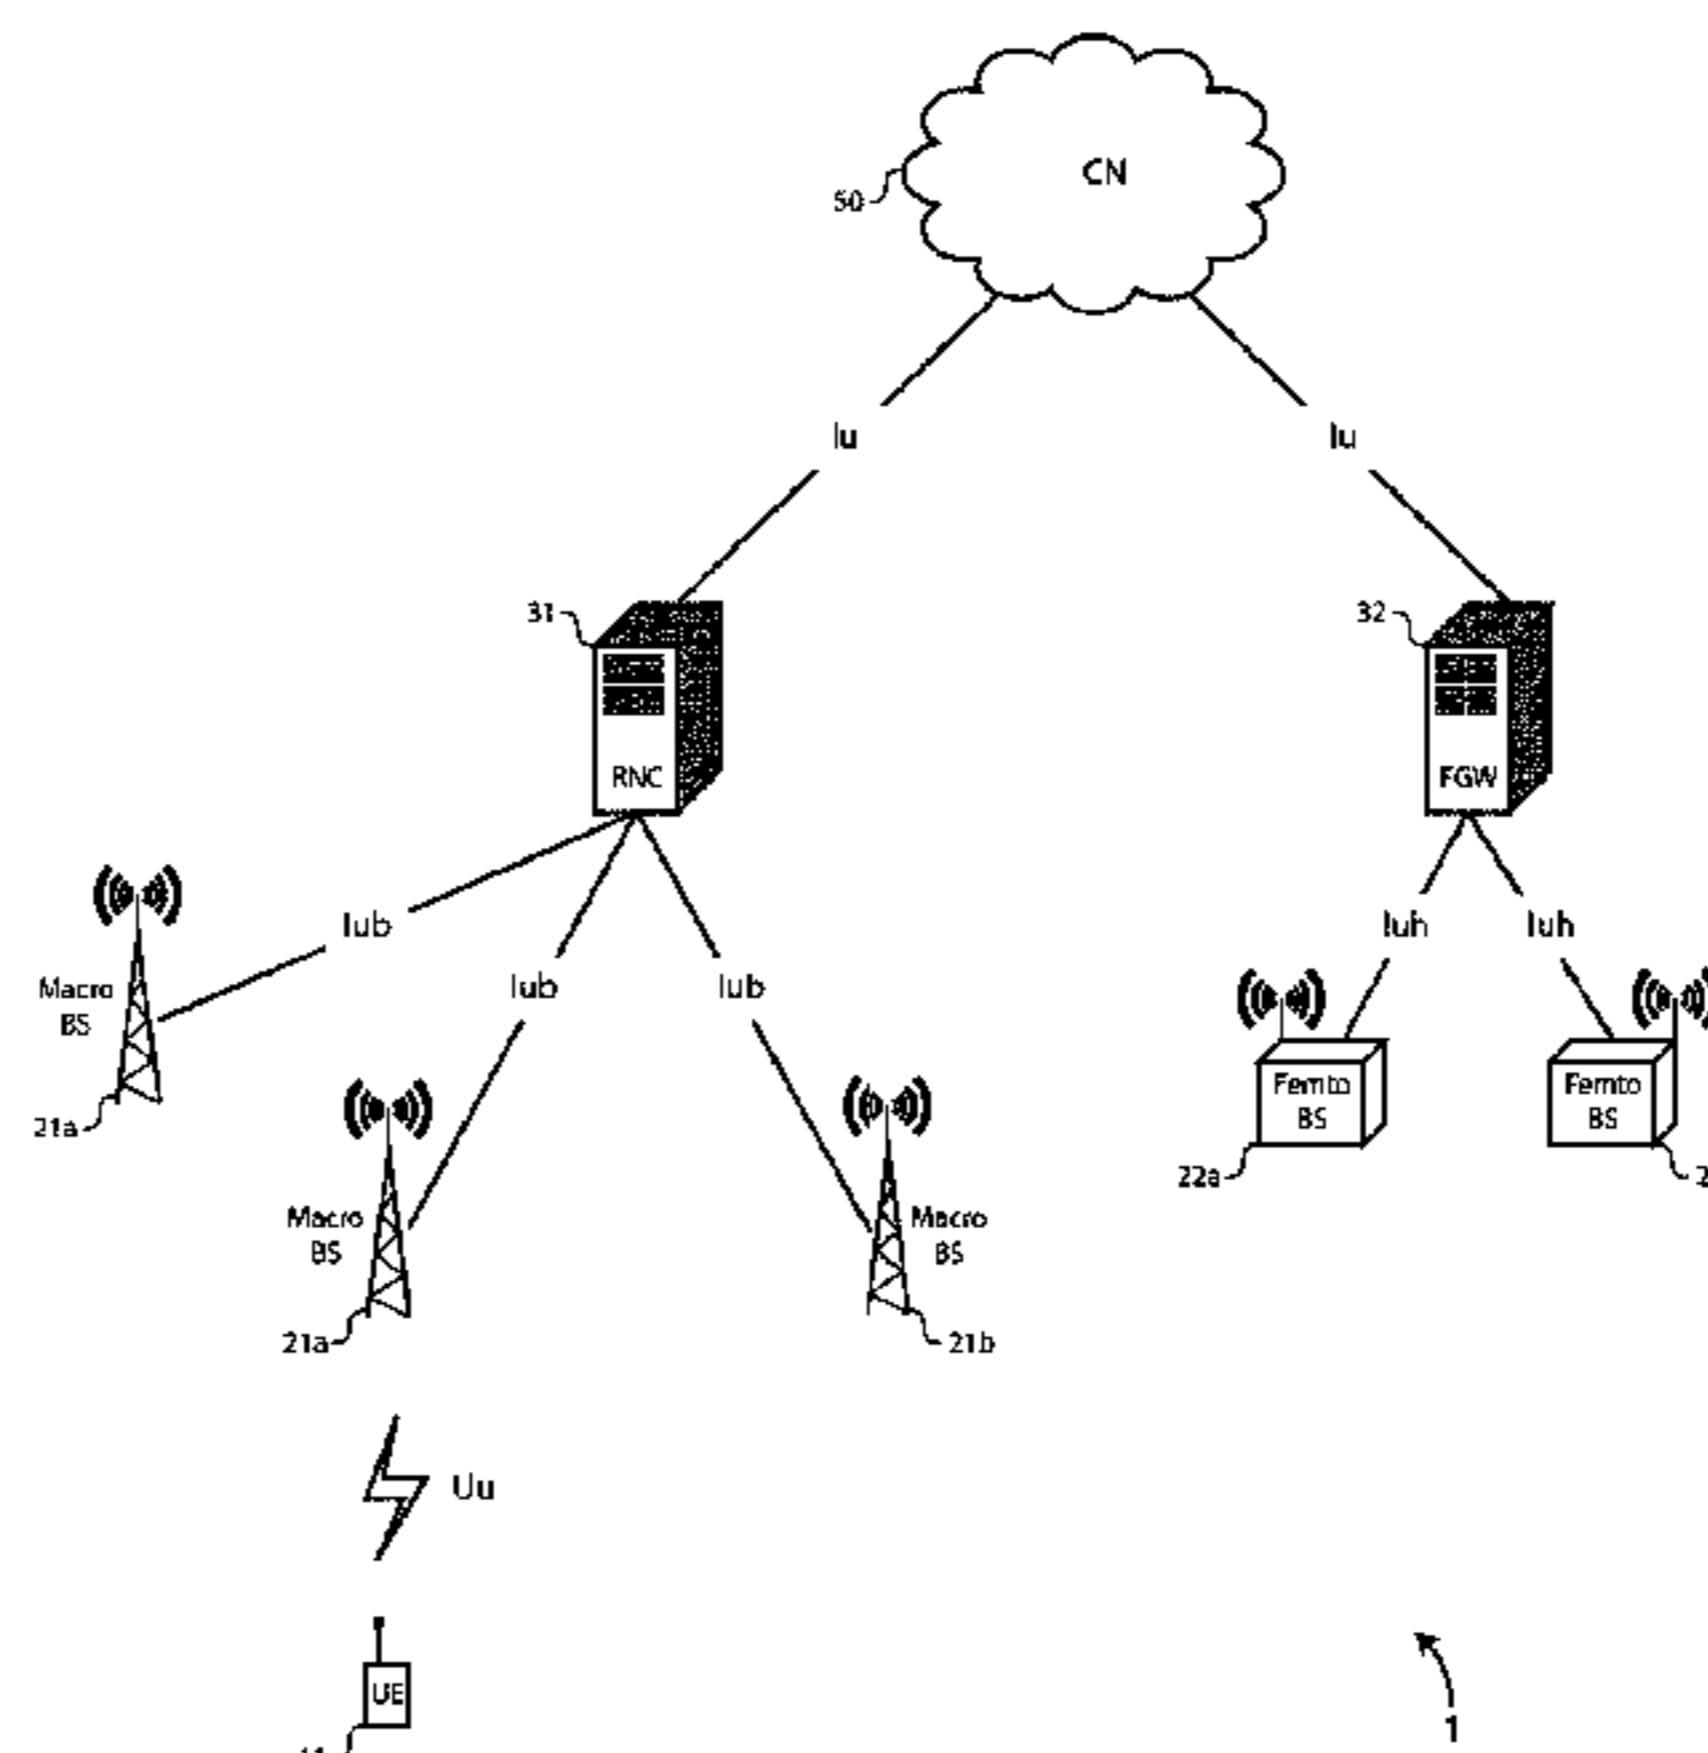 CN
50
Iu
Iu
31
32
RNC
FGW
Iub
Iuh
Iuh
Macro
BS
Iub
Iub
Femto
BS
Femto
BS
21a
22a
Macro
BS
Macro
BS
21a
21b
Uu
UE
1